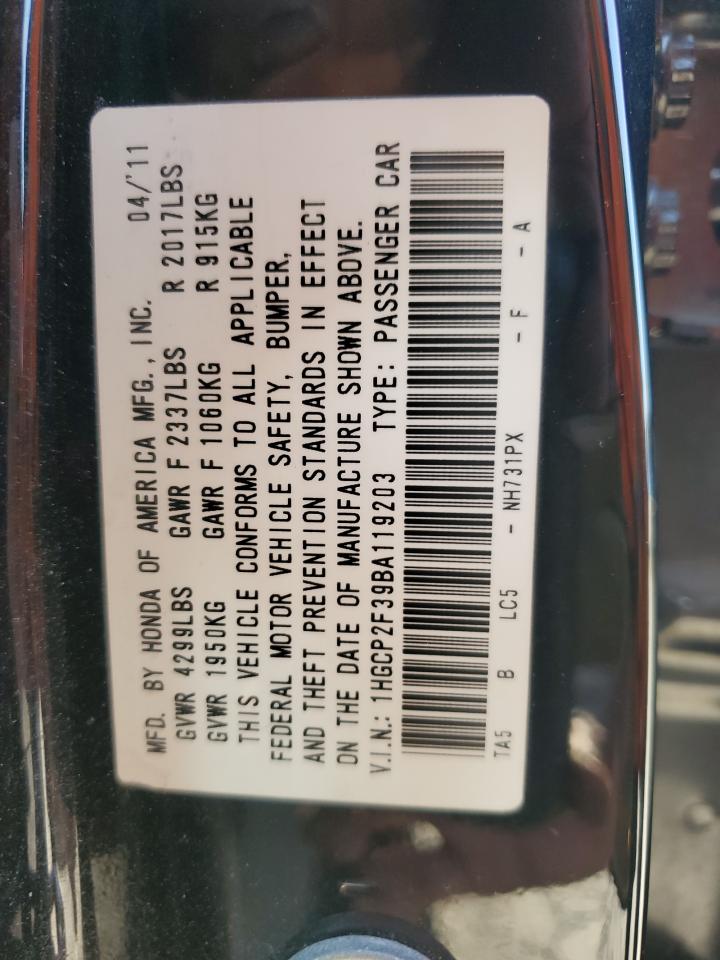 MFD. BY HONDA OF AMERICA MFG., INC. 04/'11
GVWR 4299LBS GAWR F 2337LBS R 2017LBS
GVWR 1950KG GAWR F 1060KG R 915KG
THIS VEHICLE CONFORMS TO ALL APPLICABLE
FEDERAL MOTOR VEHICLE SAFETY, BUMPER,
AND THEFT PREVENTION STANDARDS IN EFFECT
ON THE DATE OF MANUFACTURE SHOWN ABOVE.
V.I.N.: 1HGCP2F39BA119203 TYPE: PASSENGER CAR
TA5 B LC5 - NH731PX - F - A